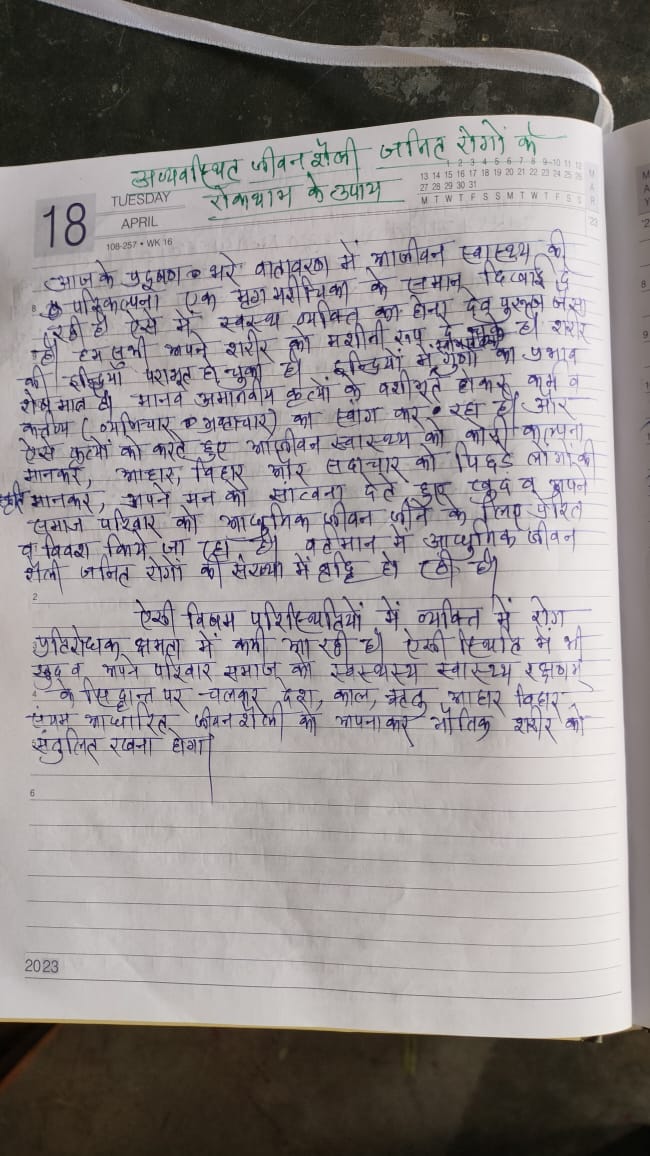 अव्यवस्थित जीवन शैली जनित रोगों के
रोकथाम के उपाय
18
TUESDAY
APRIL
108-257 • WK 16
1 2 3 4 5 6 7 8 9 10 11 12
13 14 15 16 17 18 19 20 21 22 23 24 25 26
27 28 29 30 31
M T W T F S S M T W T F S S
M
A
R
'23
आज के प्रदूषण भरे वातावरण में आजीवन स्वास्थ्य की
8 परिकल्पना एक मृगमरीचिका के समान दिखाई दे
रही है। ऐसे में स्वस्थ्य व्यक्ति का होना देव पुरूष जैसा
है। हम सभी अपने शरीर को मशीनी रूप दे चुके है। शरीर
की इन्द्रियाँ पराभूत हो चुकी है। इन्द्रियों में गुणों का प्रभाव
शेष मात्र है। मानव अमानवीय कृत्यों के वशीभूत होकर कर्म व
कर्तव्य (व्यभिचार भ्रष्टाचार) का स्वांग कर रहा है। और
ऐसे कृत्यों को करते हुए आजीवन स्वास्थ्य को कोरी कल्पना
मानकर, आहार, विहार और सदाचार को पिछड़े लोगों की
मानकर, अपने मन को सांत्वना देते हुए खुद व अपने
समाज परिवार को आधुनिक जीवन जीने के लिए प्रेरित
व विवश किये जा रहा है। वर्तमान में आधुनिक जीवन
शैली जनित रोगों की संख्या में वृद्धि हो रही है।
2
ऐसी विषम परिस्थितियों में व्यक्ति में रोग
प्रतिरोधक क्षमता में कमी आ रही है। ऐसी स्थिति में भी
खुद व अपने परिवार समाज को स्वस्थस्य स्वास्थ्य रक्षणम्
4 के सिद्धान्त पर चलकर देश, काल, ऋतु आहार विहार
संयम आधारित जीवन शैली को अपनाकर भौतिक शरीर को
संतुलित रखना होगा।
6
2023